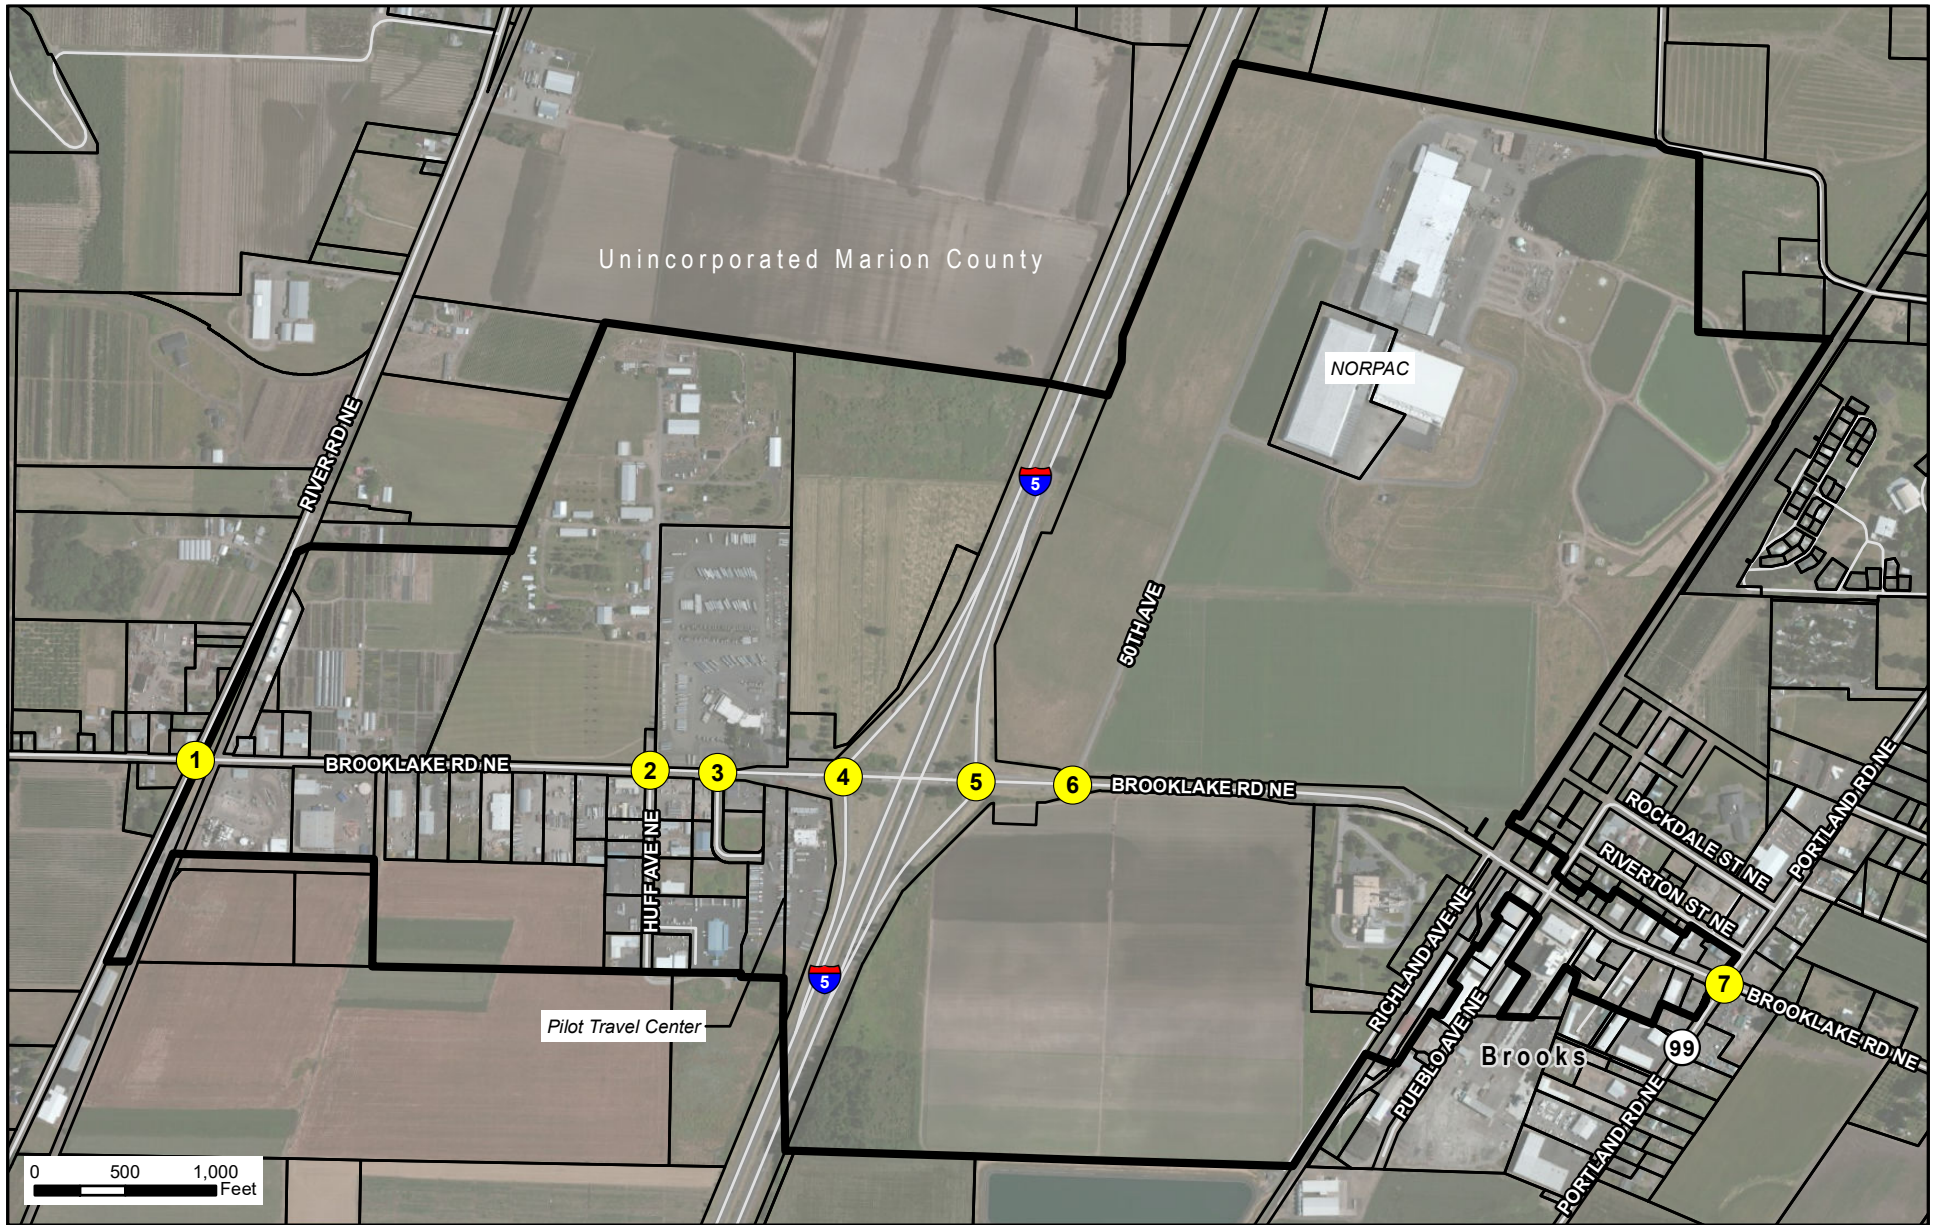 Unincorporated Marion County
NORPAC
RIVER RD NE
5
50TH AVE
1
BROOKLAKE RD NE
2
3
4
5
6
BROOKLAKE RD NE
ROCKDALE ST NE
PORTLAND RD NE
RIVERTON ST NE
HUFF AVE NE
RICHLAND AVE NE
5
7
BROOKLAKE RD NE
Pilot Travel Center
PUEBLO AVE NE
99
Brooks
PORTLAND RD NE
0 500 1,000
Feet